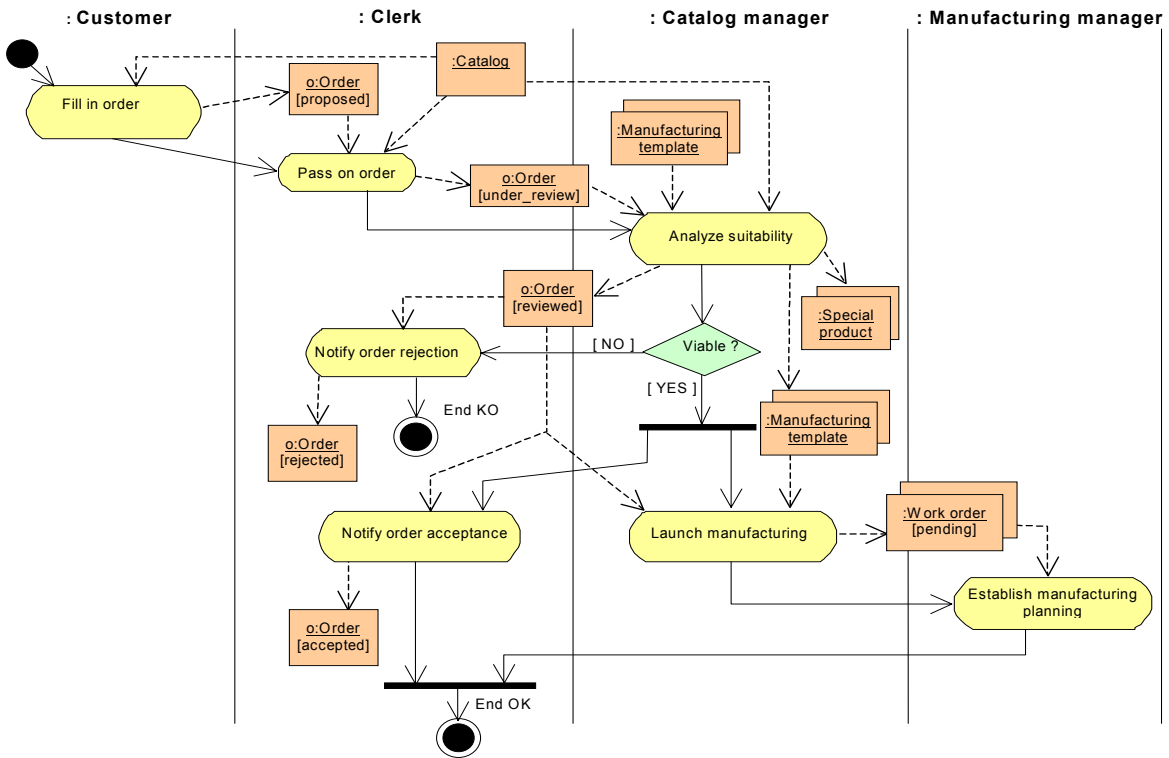 : Customer
: Clerk
: Catalog manager
: Manufacturing manager
:Catalog
Fill in order
o:Order
[proposed]
:Manufacturing
template
Pass on order
o:Order
[under_review]
Analyze suitability
o:Order
[reviewed]
:Special
product
Notify order rejection
[ NO ]
Viable ?
[ YES ]
End KO
:Manufacturing
template
o:Order
[rejected]
:Work order
[pending]
Notify order acceptance
Launch manufacturing
Establish manufacturing
planning
o:Order
[accepted]
End OK